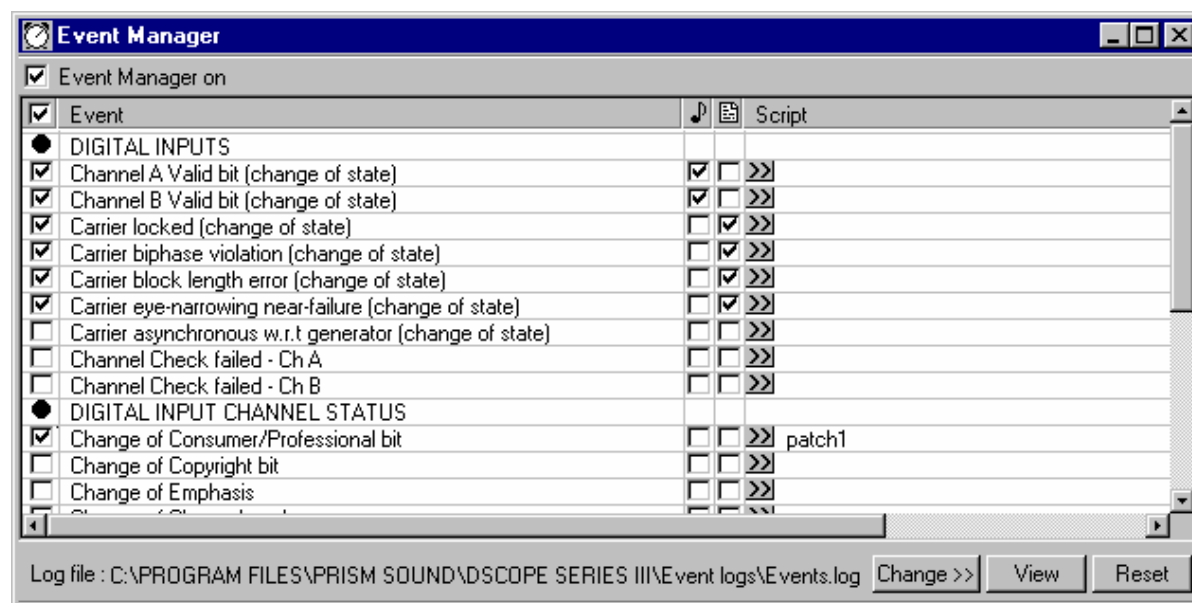 Event Manager
Event Manager on
Event Script
DIGITAL INPUTS
Channel A Valid bit (change of state) >>
Channel B Valid bit (change of state) >>
Carrier locked (change of state) >>
Carrier biphase violation (change of state) >>
Carrier block length error (change of state) >>
Carrier eye-narrowing near-failure (change of state) >>
Carrier asynchronous w.r.t generator (change of state) >>
Channel Check failed - Ch A >>
Channel Check failed - Ch B >>
DIGITAL INPUT CHANNEL STATUS
Change of Consumer/Professional bit >> patch1
Change of Copyright bit >>
Change of Emphasis >>
Log file : C:\PROGRAM FILES\PRISM SOUND\DSCOPE SERIES III\Event logs\Events.log Change >> View Reset